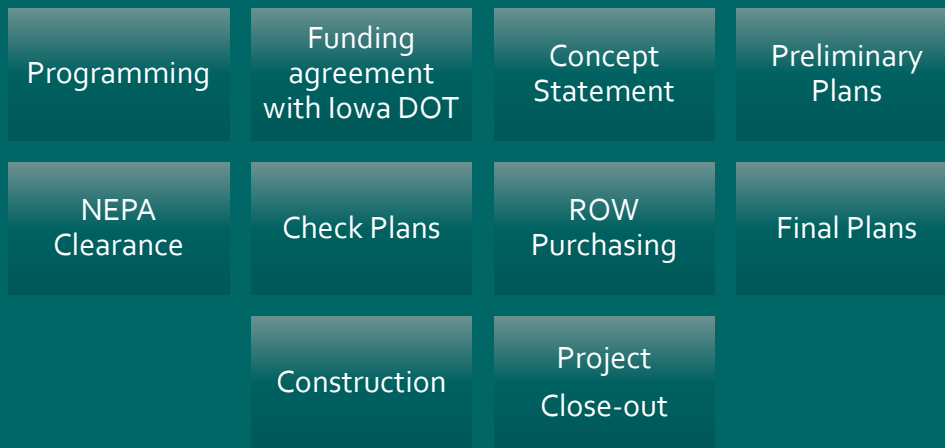 Programming
Funding
agreement
with Iowa DOT
Concept
Statement
Preliminary
Plans
NEPA
Clearance
Check Plans
ROW
Purchasing
Final Plans
Construction
Project
Close-out